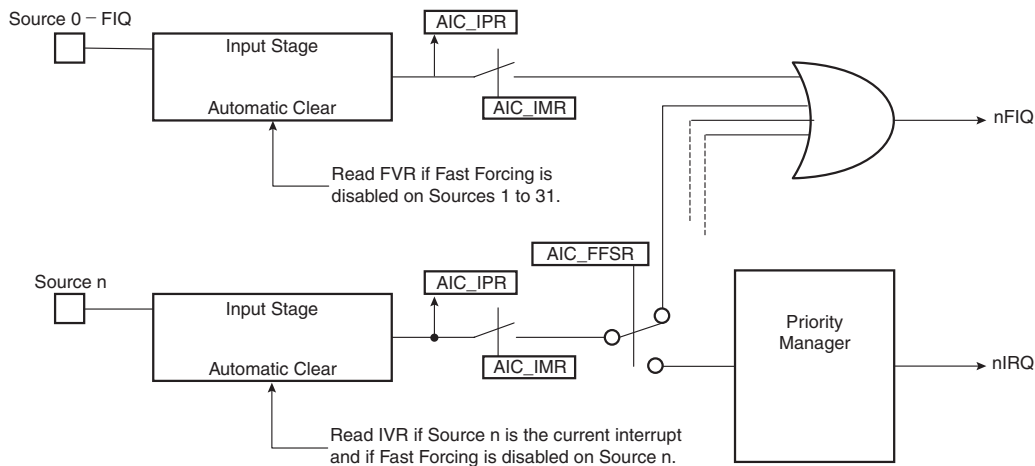 Source 0 – FIQ
AIC_IPR
Input Stage
Automatic Clear
AIC_IMR
nFIQ
Read FVR if Fast Forcing is
disabled on Sources 1 to 31.
AIC_FFSR
Source n
AIC_IPR
Input Stage
Priority
Manager
Automatic Clear
AIC_IMR
nIRQ
Read IVR if Source n is the current interrupt
and if Fast Forcing is disabled on Source n.